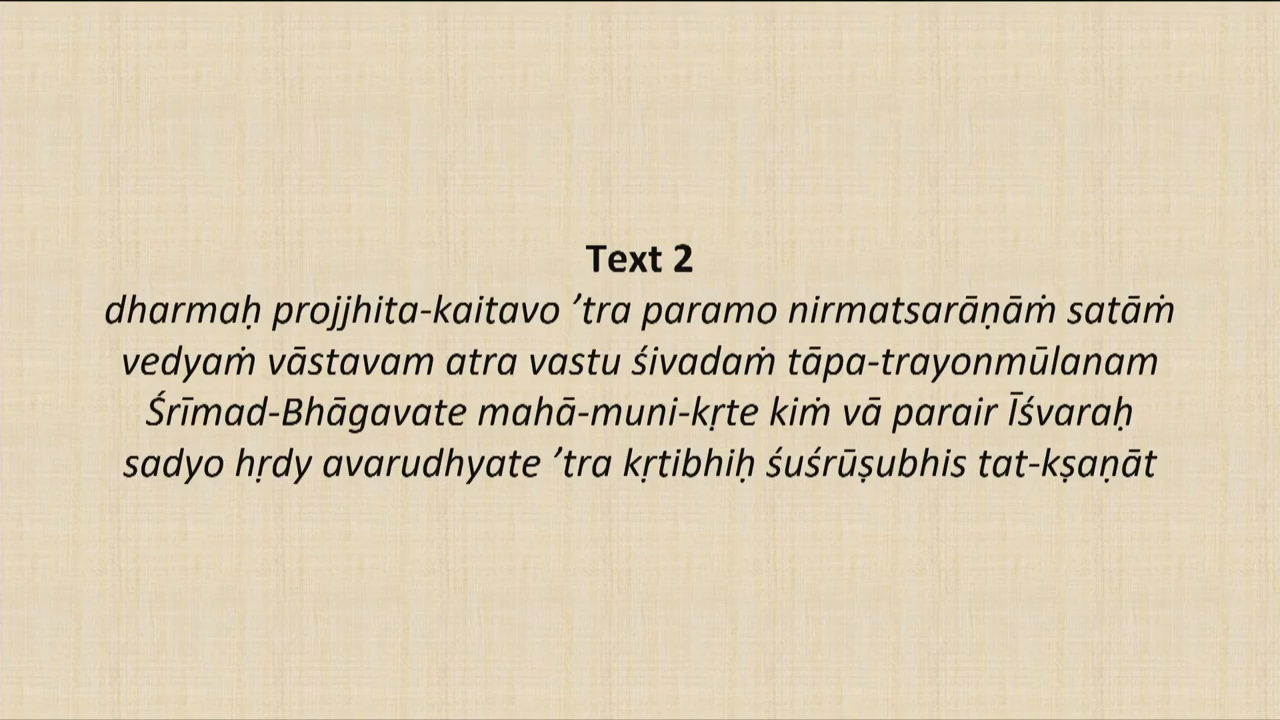 Text 2
dharmaḥ projjhita-kaitavo ’tra paramo nirmatsarāṇāṁ satāṁ
vedyaṁ vāstavam atra vastu śivadaṁ tāpa-trayonmūlanam
Śrīmad-Bhāgavate mahā-muni-kṛte kiṁ vā parair Īśvaraḥ
sadyo hṛdy avarudhyate ’tra kṛtibhiḥ śuśrūṣubhis tat-kṣaṇāt